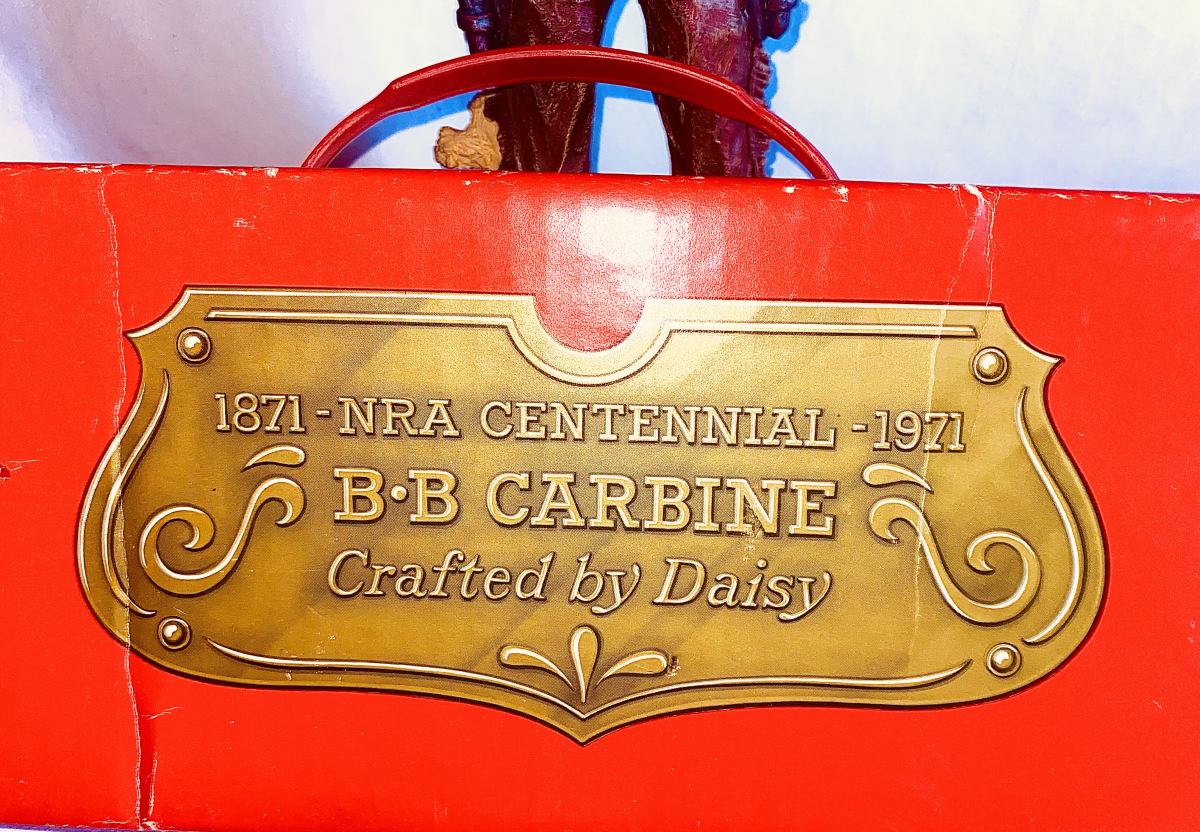 1871 - NRA CENTENNIAL - 1971
B•B CARBINE
Crafted by Daisy